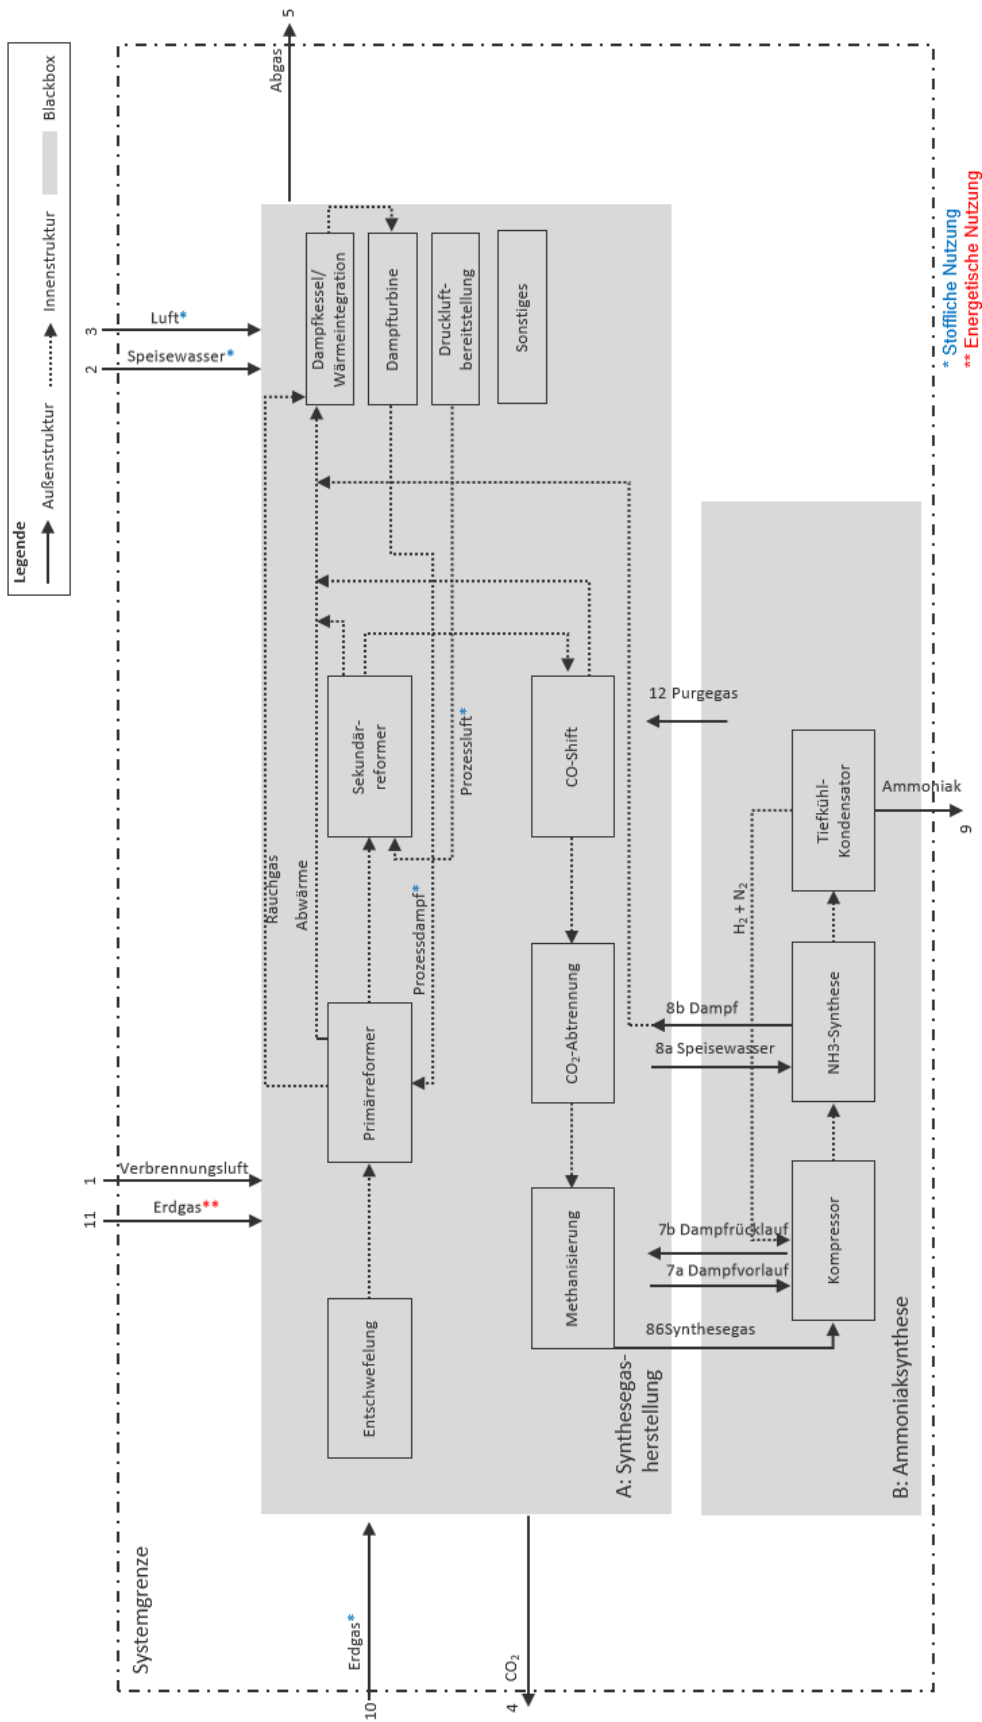 Legende
Außenstruktur
Innenstruktur
Blackbox
Systemgrenze
11
Erdgas**
1
Verbrennungsluft
2
Speisewasser*
3
Luft*
Abgas
5
10
Erdgas*
4
CO₂
Rauchgas
Abwärme
Entschwefelung
Primärreformer
Sekundär-
reformer
Dampfkessel/
Wärmeintegration
Dampfturbine
Druckluft-
bereitstellung
Sonstiges
Prozessdampf*
Prozessluft*
Methanisierung
CO₂-Abtrennung
CO-Shift
A: Synthesegas-
herstellung
86Synthesegas
7a Dampfvorlauf
7b Dampfrücklauf
8a Speisewasser
8b Dampf
12 Purgegas
H₂ + N₂
Kompressor
NH3-Synthese
Tiefkühl-
Kondensator
B: Ammoniaksynthese
Ammoniak
9
* Stoffliche Nutzung
** Energetische Nutzung